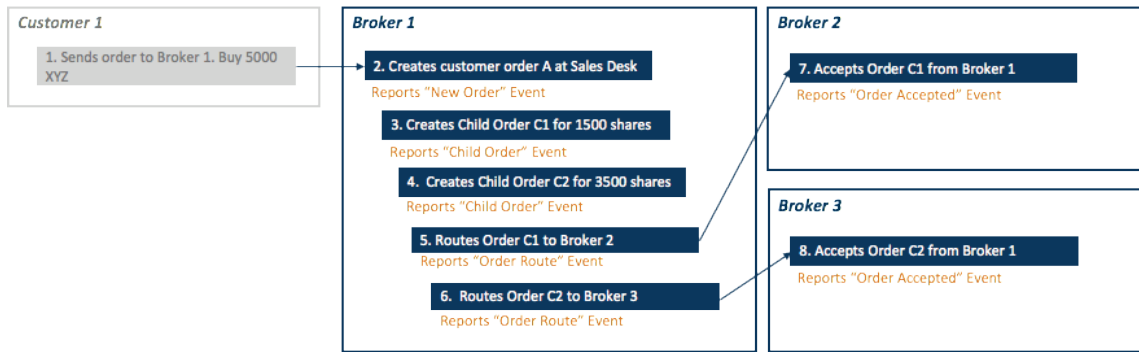 Customer 1
1. Sends order to Broker 1. Buy 5000
XYZ
Broker 1
2. Creates customer order A at Sales Desk
Reports "New Order" Event
3. Creates Child Order C1 for 1500 shares
Reports "Child Order" Event
4. Creates Child Order C2 for 3500 shares
Reports "Child Order" Event
5. Routes Order C1 to Broker 2
Reports "Order Route" Event
6. Routes Order C2 to Broker 3
Reports "Order Route" Event
Broker 2
7. Accepts Order C1 from Broker 1
Reports "Order Accepted" Event
Broker 3
8. Accepts Order C2 from Broker 1
Reports "Order Accepted" Event